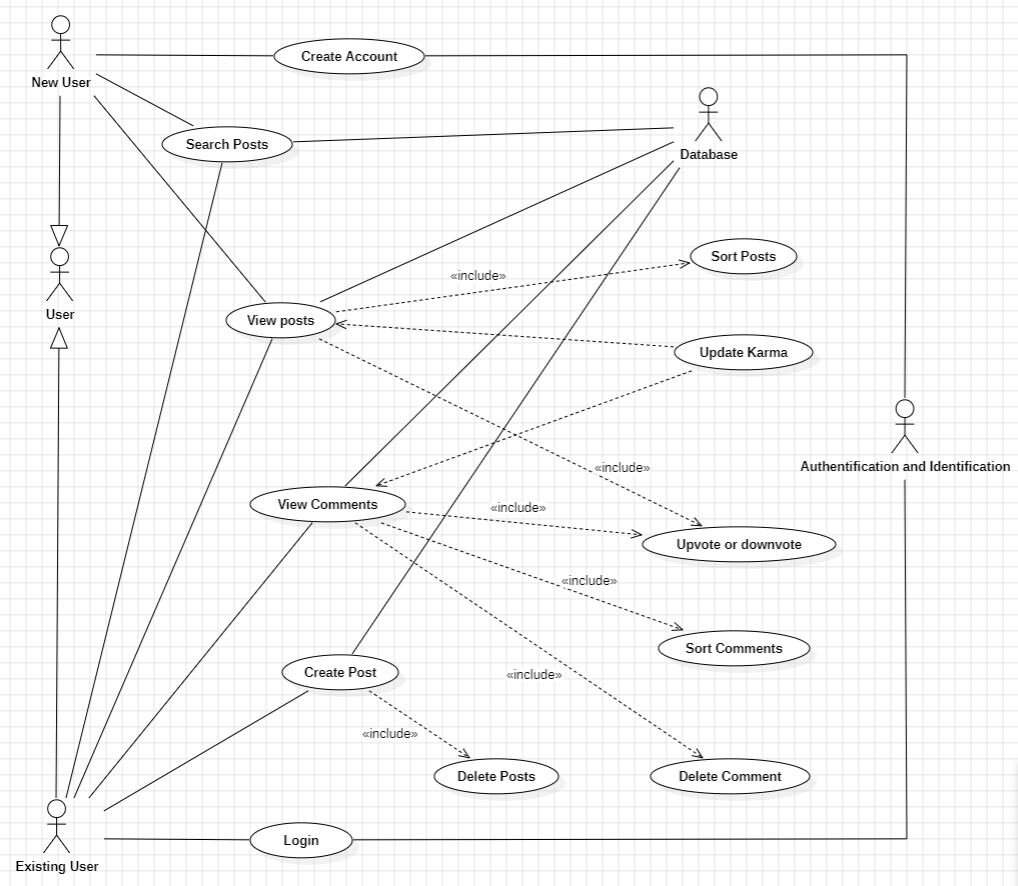 Create Account
New User
Search Posts
Database
Sort Posts
«include»
User
View posts
Update Karma
Authentification and Identification
«include»
View Comments
«include»
Upvote or downvote
«include»
Sort Comments
Create Post
«include»
«include»
Delete Posts
Delete Comment
Login
Existing User